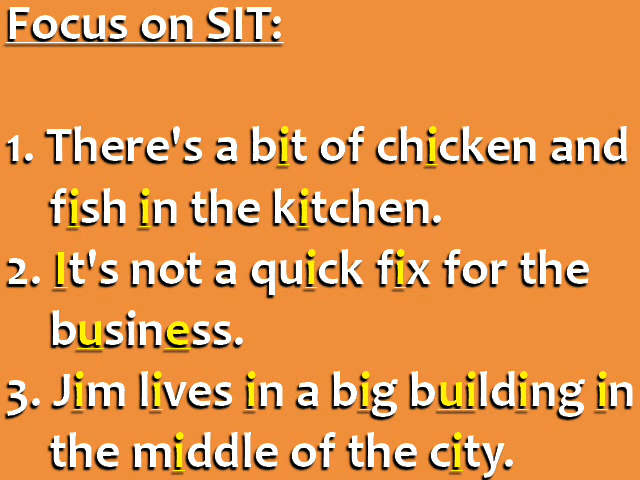 Focus on SIT:
1. There's a bit of chicken and
fish in the kitchen.
2. It's not a quick fix for the
business.
3. Jim lives in a big building in
the middle of the city.